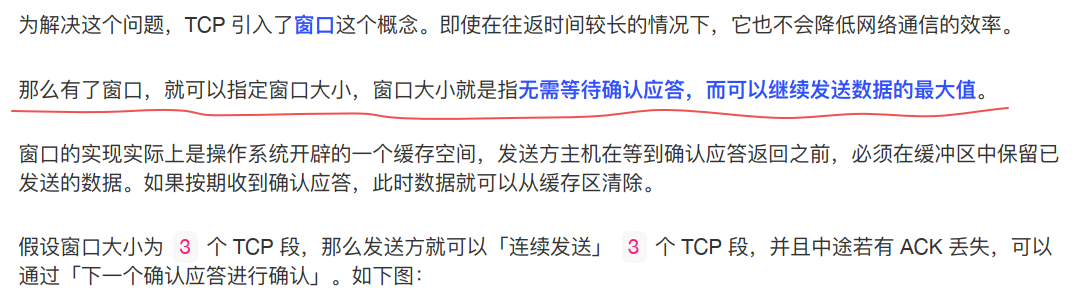 为解决这个问题，TCP 引入了窗口这个概念。即使在往返时间较长的情况下，它也不会降低网络通信的效率。
那么有了窗口，就可以指定窗口大小，窗口大小就是指无需等待确认应答，而可以继续发送数据的最大值。
窗口的实现实际上是操作系统开辟的一个缓存空间，发送方主机在等到确认应答返回之前，必须在缓冲区中保留已
发送的数据。如果按期收到确认应答，此时数据就可以从缓存区清除。
假设窗口大小为 3 个 TCP 段，那么发送方就可以「连续发送」 3 个 TCP 段，并且中途若有 ACK 丢失，可以
通过「下一个确认应答进行确认」。如下图：